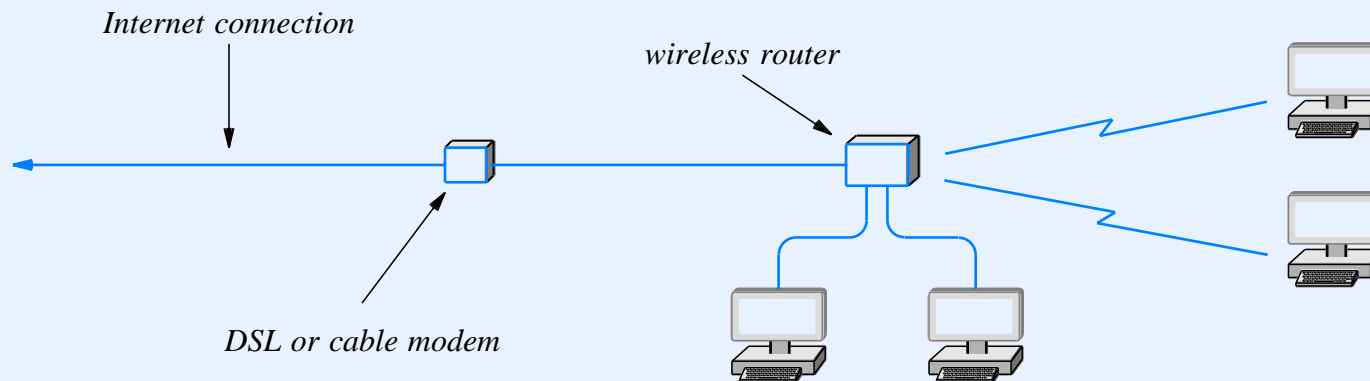 Internet connection
wireless router
DSL or cable modem